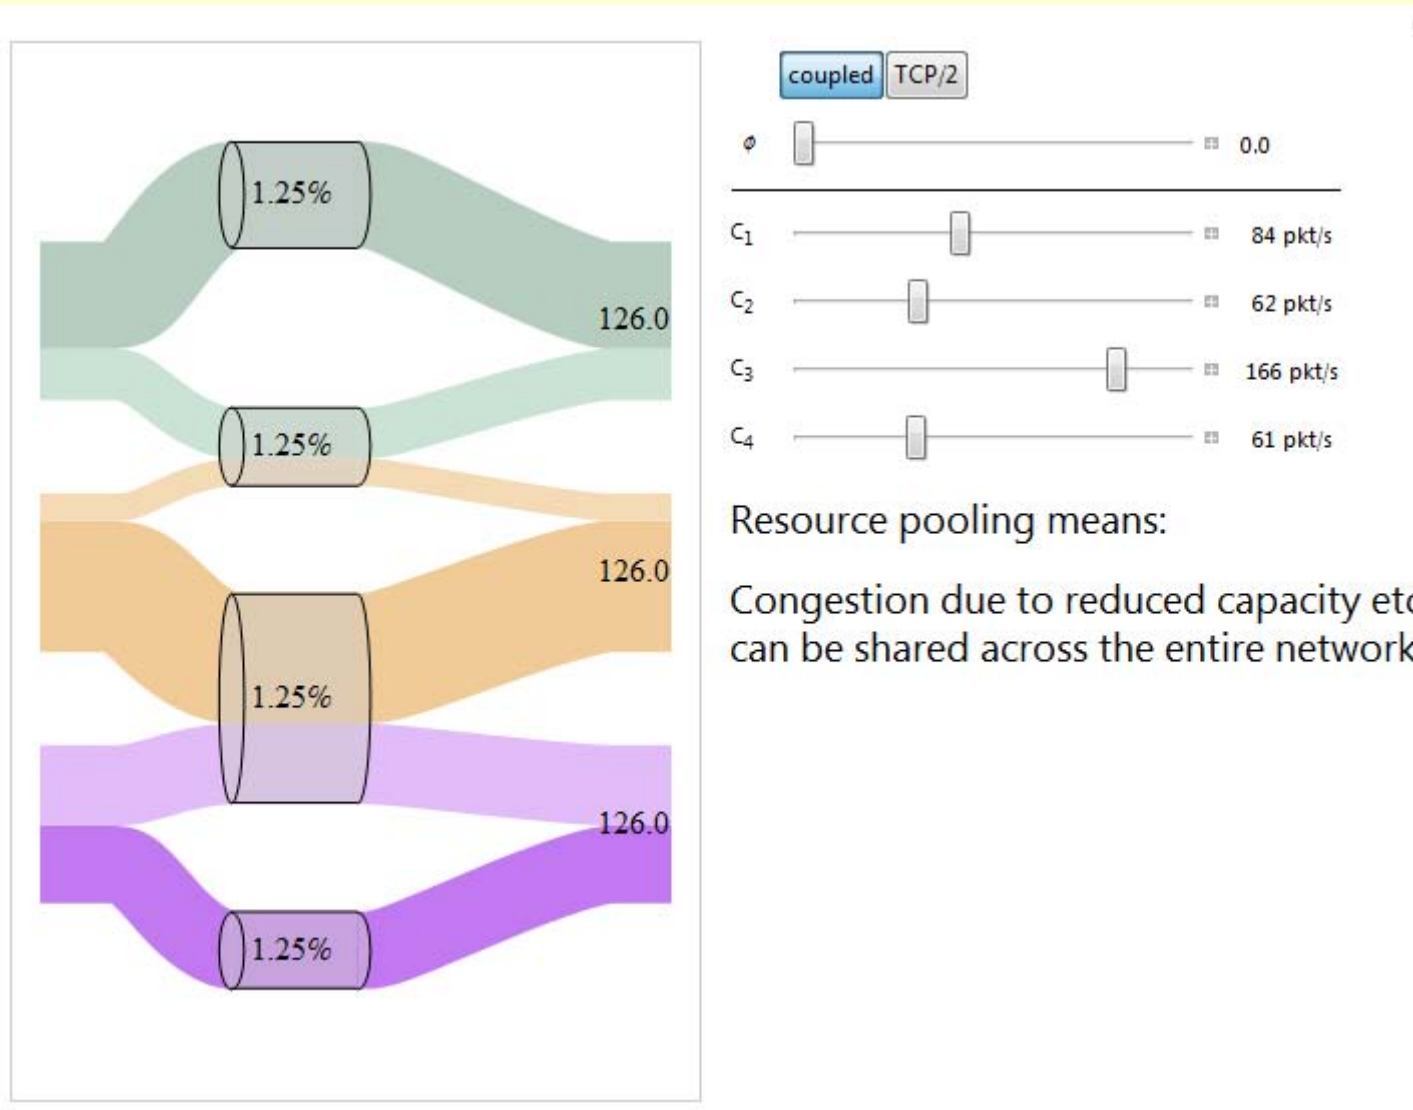 coupled TCP/2
1.25%
ϕ 0.0
126.0
C1 84 pkt/s
C2 62 pkt/s
C3 166 pkt/s
1.25%
C4 61 pkt/s
Resource pooling means:
126.0
Congestion due to reduced capacity etc
can be shared across the entire network
1.25%
126.0
1.25%